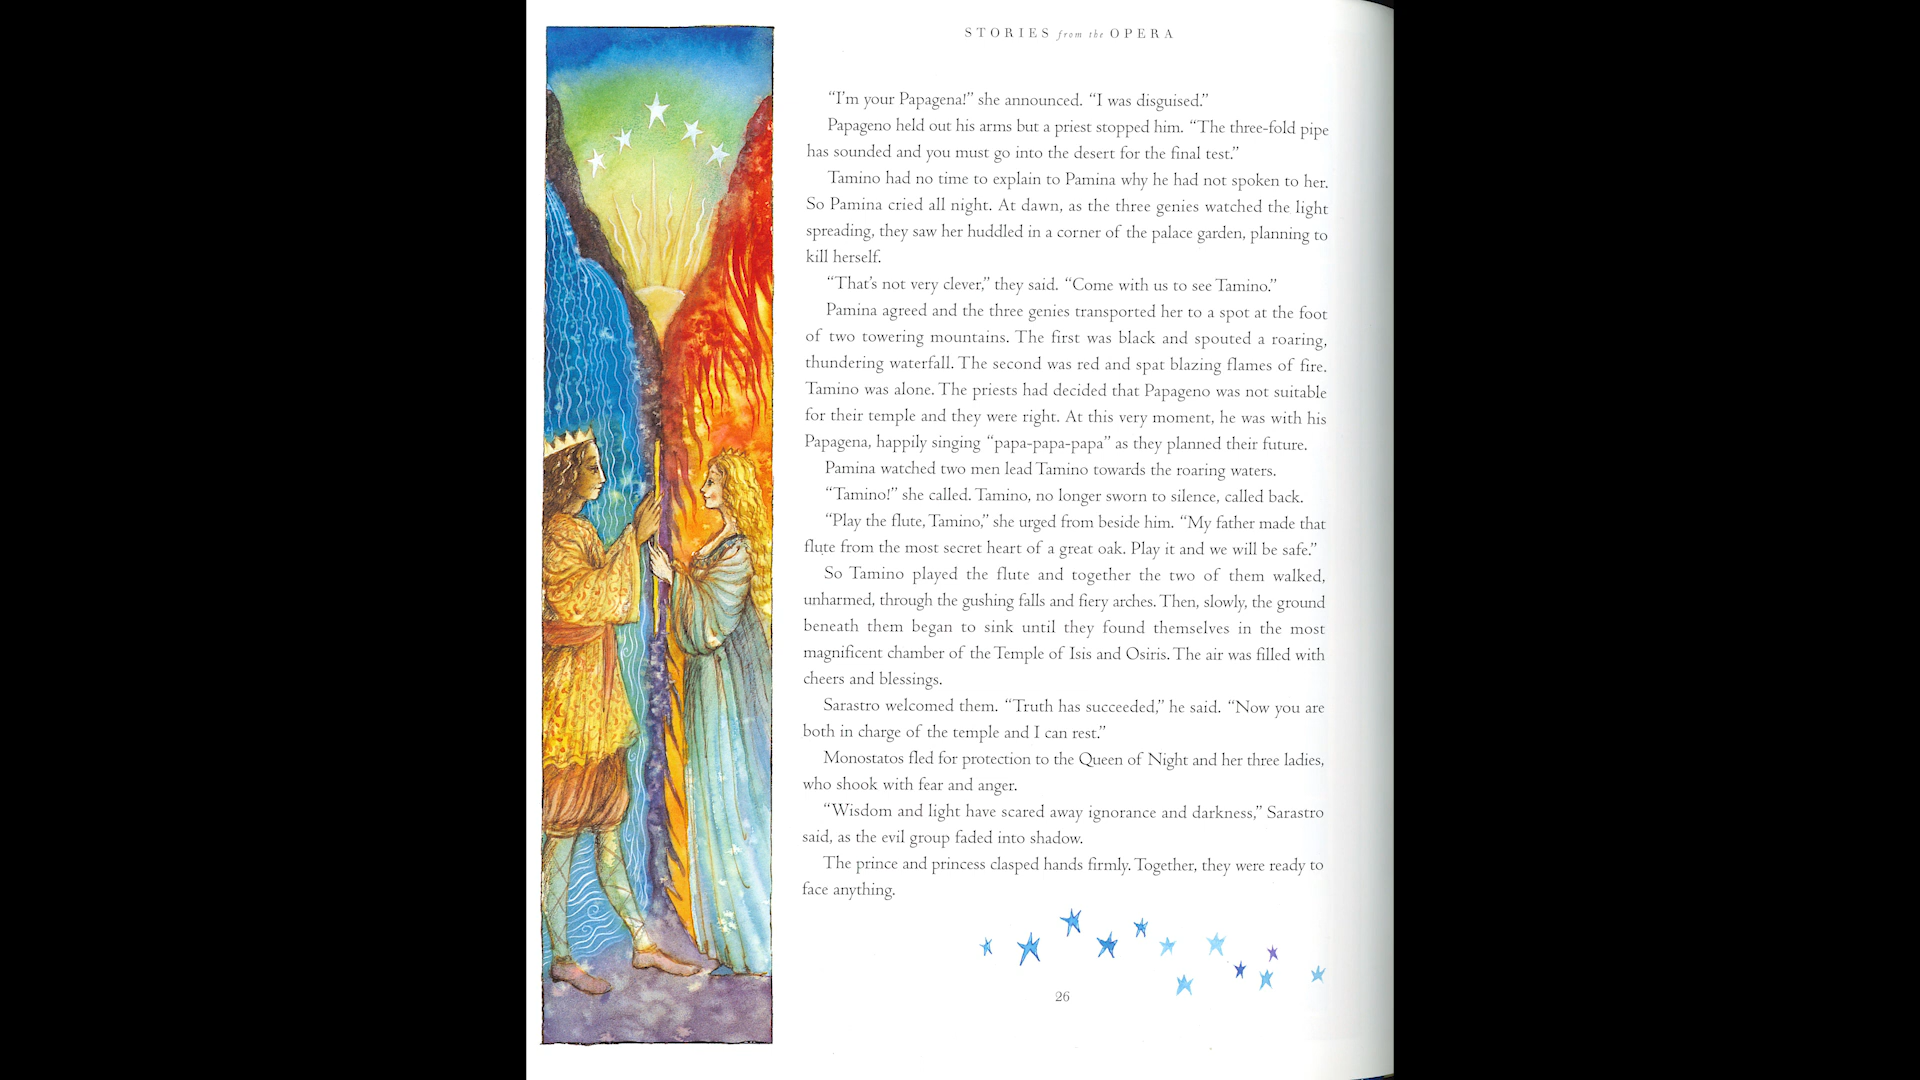 STORIES from the OPERA
“I’m your Papagena!” she announced. “I was disguised.”
Papageno held out his arms but a priest stopped him. “The three-fold pipe
has sounded and you must go into the desert for the final test.”
Tamino had no time to explain to Pamina why he had not spoken to her.
So Pamina cried all night. At dawn, as the three genies watched the light
spreading, they saw her huddled in a corner of the palace garden, planning to
kill herself.
“That’s not very clever,” they said. “Come with us to see Tamino.”
Pamina agreed and the three genies transported her to a spot at the foot
of two towering mountains. The first was black and spouted a roaring,
thundering waterfall. The second was red and spat blazing flames of fire.
Tamino was alone. The priests had decided that Papageno was not suitable
for their temple and they were right. At this very moment, he was with his
Papagena, happily singing “papa-papa-papa” as they planned their future.
Pamina watched two men lead Tamino towards the roaring waters.
“Tamino!” she called. Tamino, no longer sworn to silence, called back.
“Play the flute, Tamino,” she urged from beside him. “My father made that
flute from the most secret heart of a great oak. Play it and we will be safe.”
So Tamino played the flute and together the two of them walked,
unharmed, through the gushing falls and fiery arches. Then, slowly, the ground
beneath them began to sink until they found themselves in the most
magnificent chamber of the Temple of Isis and Osiris. The air was filled with
cheers and blessings.
Sarastro welcomed them. “Truth has succeeded,” he said. “Now you are
both in charge of the temple and I can rest.”
Monostatos fled for protection to the Queen of Night and her three ladies,
who shook with fear and anger.
“Wisdom and light have scared away ignorance and darkness,” Sarastro
said, as the evil group faded into shadow.
The prince and princess clasped hands firmly. Together, they were ready to
face anything.
26